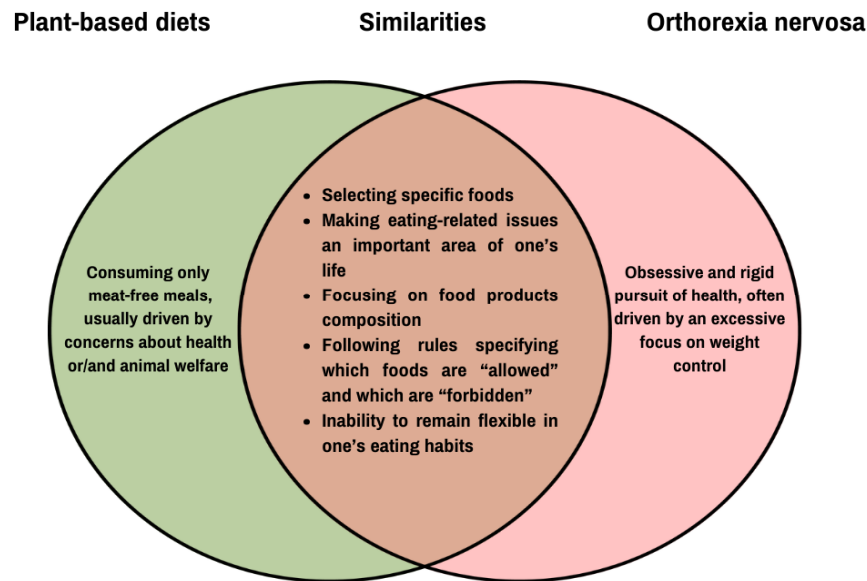 Plant-based diets
Similarities
Orthorexia nervosa
Consuming only
meat-free meals,
usually driven by
concerns about health
or/and animal welfare
• Selecting specific foods
• Making eating-related issues
an important area of one’s
life
• Focusing on food products
composition
• Following rules specifying
which foods are “allowed”
and which are “forbidden”
• Inability to remain flexible in
one’s eating habits
Obsessive and rigid
pursuit of health, often
driven by an excessive
focus on weight
control